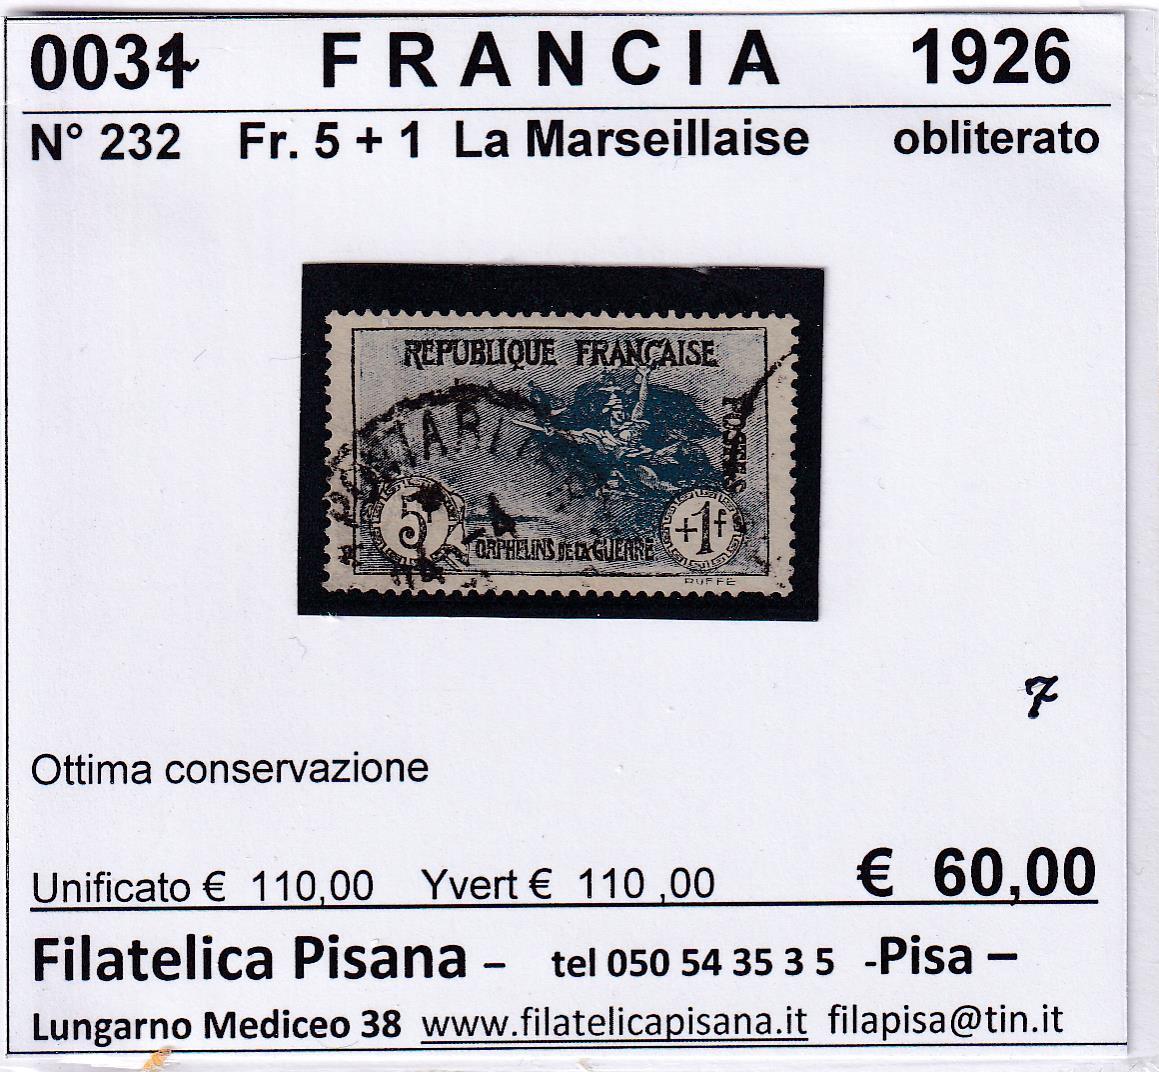 0034 FRANCIA 1926
N° 232 Fr. 5 + 1 La Marseillaise obliterato
REPUBLIQUE FRANÇAISE
POSTES
5F +1f
ORPHELINS DE LA GUERRE
RUFFE
7
Ottima conservazione
Unificato € 110,00 Yvert € 110 ,00 € 60,00
Filatelica Pisana – tel 050 54 35 3 5 -Pisa –
Lungarno Mediceo 38 www.filatelicapisana.it filapisa@tin.it